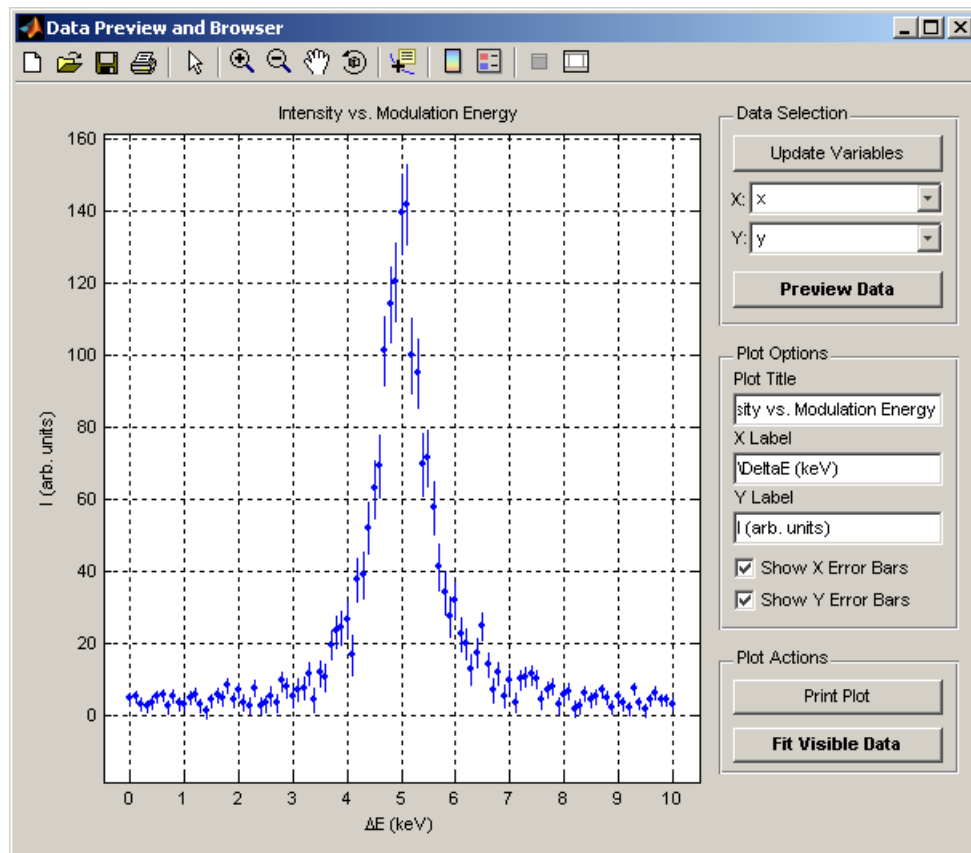 Data Preview and Browser
Intensity vs. Modulation Energy
160
140
120
100
80
60
40
20
0
I (arb. units)
0 1 2 3 4 5 6 7 8 9 10
ΔE (keV)
Data Selection
Update Variables
X: x
Y: y
Preview Data
Plot Options
Plot Title
sity vs. Modulation Energy
X Label
\DeltaE (keV)
Y Label
I (arb. units)
Show X Error Bars
Show Y Error Bars
Plot Actions
Print Plot
Fit Visible Data